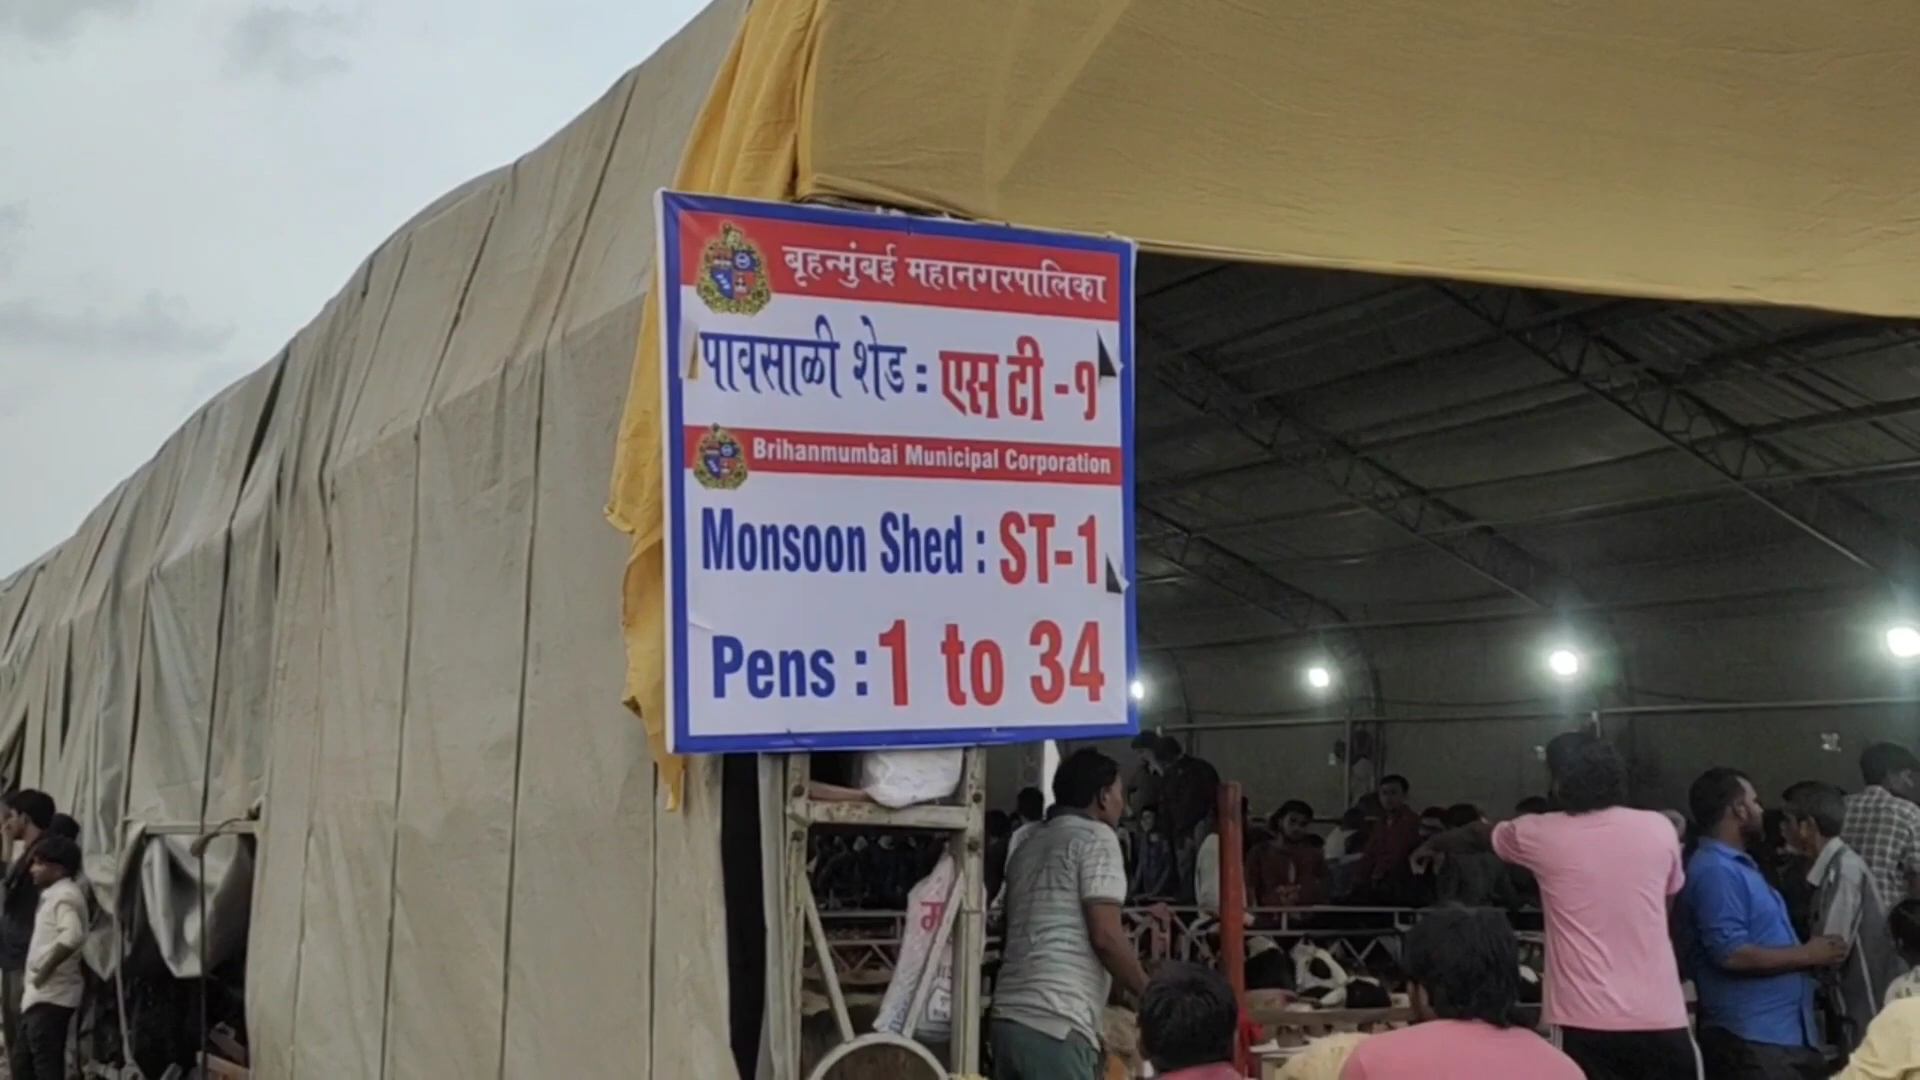 बृहन्मुंबई महानगरपालिका
पावसाळी शेड : एस टी - १
Brihanmumbai Municipal Corporation
Monsoon Shed : ST-1
Pens : 1 to 34